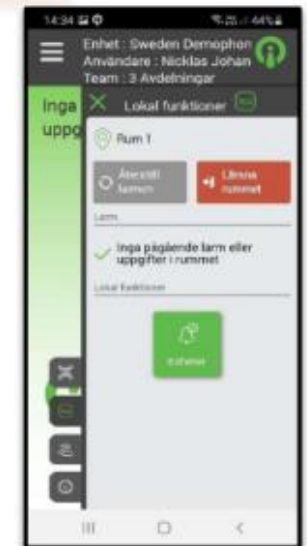 14:34 44%
Enhet : Sweden Demophon
Användare : Nicklas Johan
Team : 3 Avdelningar
Inga
uppg
Lokal funktioner
Rum 1
Återställ
larmen
Lämna
rummet
Larm
Inga pågående larm eller
uppgifter i rummet
Lokal funktioner